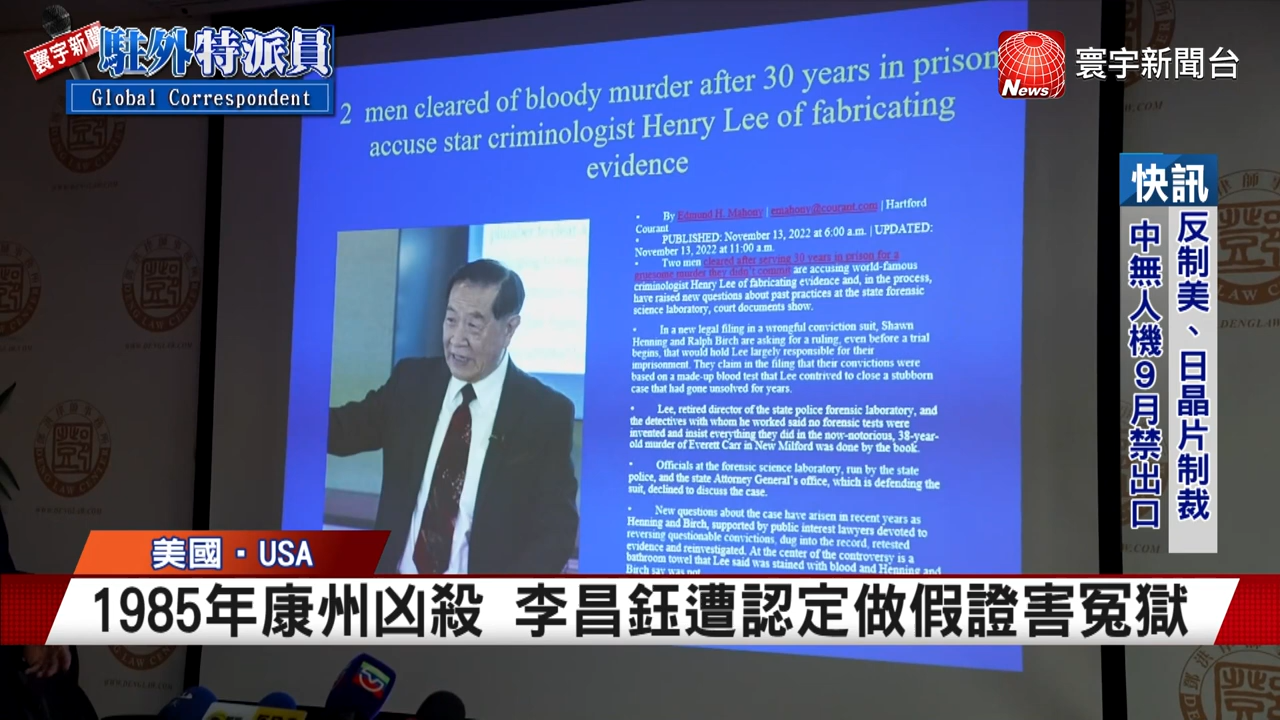 寰宇新聞
駐外特派員
Global Correspondent
News
寰宇新聞台
2 men cleared of bloody murder after 30 years in prison
accuse star criminologist Henry Lee of fabricating
evidence
• By Edmund H. Mahony | emahony@courant.com | Hartford
Courant
• PUBLISHED: November 13, 2022 at 6:00 a.m. | UPDATED:
November 13, 2022 at 11:00 a.m.
• Two men cleared after serving 30 years in prison for a
gruesome murder they didn't commit are accusing world-famous
criminologist Henry Lee of fabricating evidence and, in the process,
have raised new questions about past practices at the state forensic
science laboratory, court documents show.
• In a new legal filing in a wrongful conviction suit, Shawn
Henning and Ralph Birch are asking for a ruling, even before a trial
begins, that would hold Lee largely responsible for their
imprisonment. They claim in the filing that their convictions were
based on a made-up blood test that Lee contrived to close a stubborn
case that had gone unsolved for years.
• Lee, retired director of the state police forensic laboratory, and
the detectives with whom he worked said no forensic tests were
invented and insist everything they did in the now-notorious, 38-year-
old murder of Everett Carr in New Milford was done by the book.
• Officials at the forensic science laboratory, run by the state
police, and the state Attorney General's office, which is defending the
suit, declined to discuss the case.
• New questions about the case have arisen in recent years as
Henning and Birch, supported by public interest lawyers devoted to
reversing questionable convictions, dug into the record, retested
evidence and reinvestigated. At the center of the controversy is a
bathroom towel that Lee said was stained with blood and Henning and
Birch say was not.
快訊
反制美、日晶片制裁
中無人機9月禁出口
美國·USA
1985年康州凶殺 李昌鈺遭認定做假證害冤獄